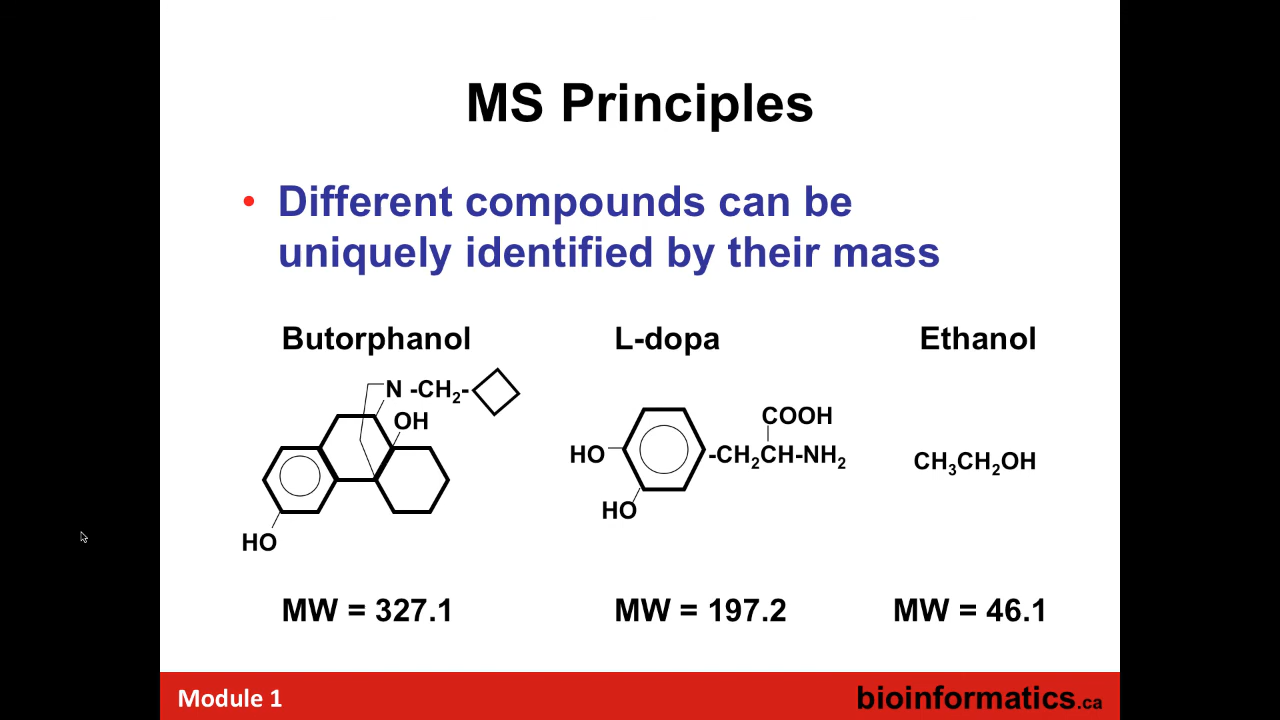 MS Principles
• Different compounds can be
uniquely identified by their mass
Butorphanol L-dopa Ethanol
N -CH2-
OH
HO
COOH
HO -CH2CH-NH2
HO
CH3CH2OH
MW = 327.1 MW = 197.2 MW = 46.1
Module 1 bioinformatics.ca